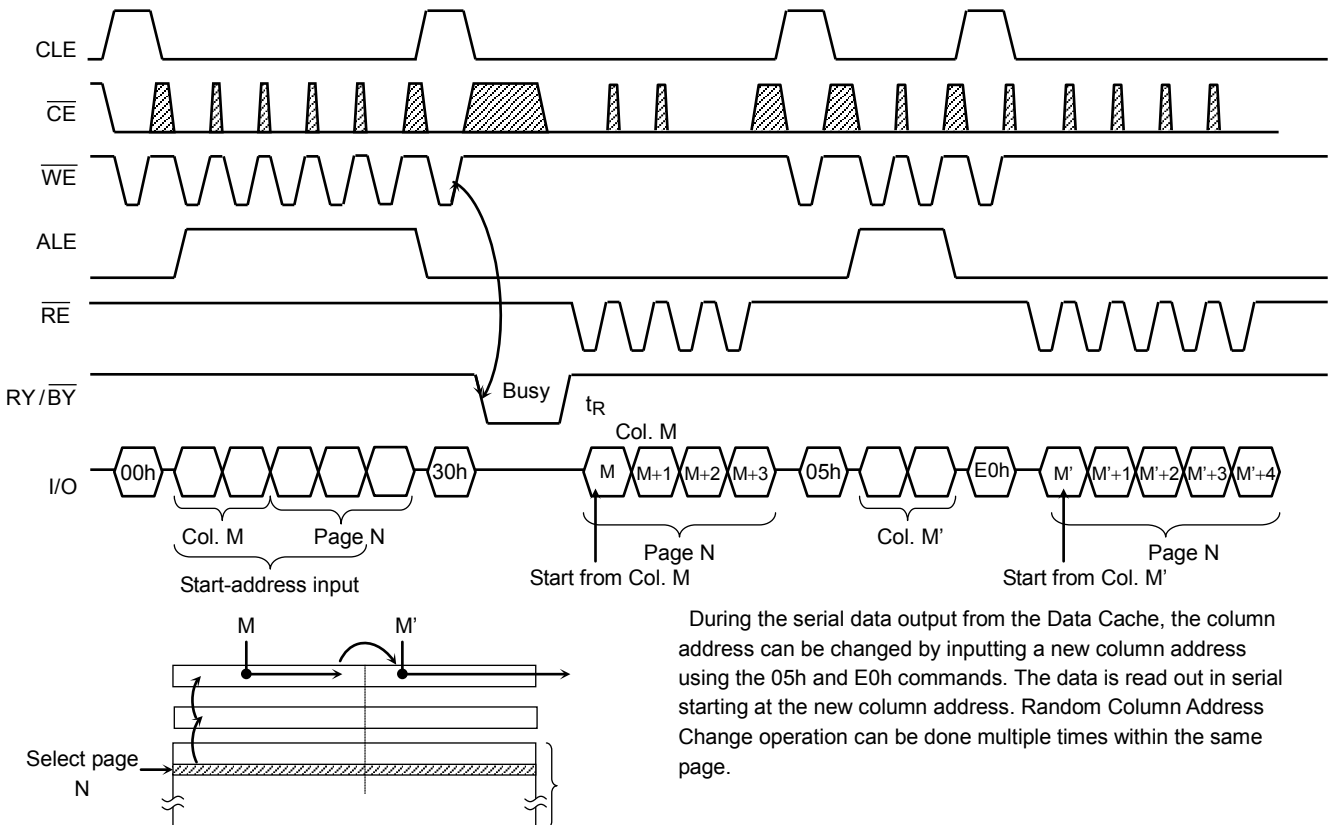 CLE
CE
WE
ALE
RE
RY/BY
Busy
tR
Col. M
I/O
00h
30h
M
M+1
M+2
M+3
05h
E0h
M'
M'+1
M'+2
M'+3
M'+4
Col. M
Page N
Start-address input
Page N
Start from Col. M
Col. M'
Page N
Start from Col. M'
M
M'
Select page
N
During the serial data output from the Data Cache, the column
address can be changed by inputting a new column address
using the 05h and E0h commands. The data is read out in serial
starting at the new column address. Random Column Address
Change operation can be done multiple times within the same
page.